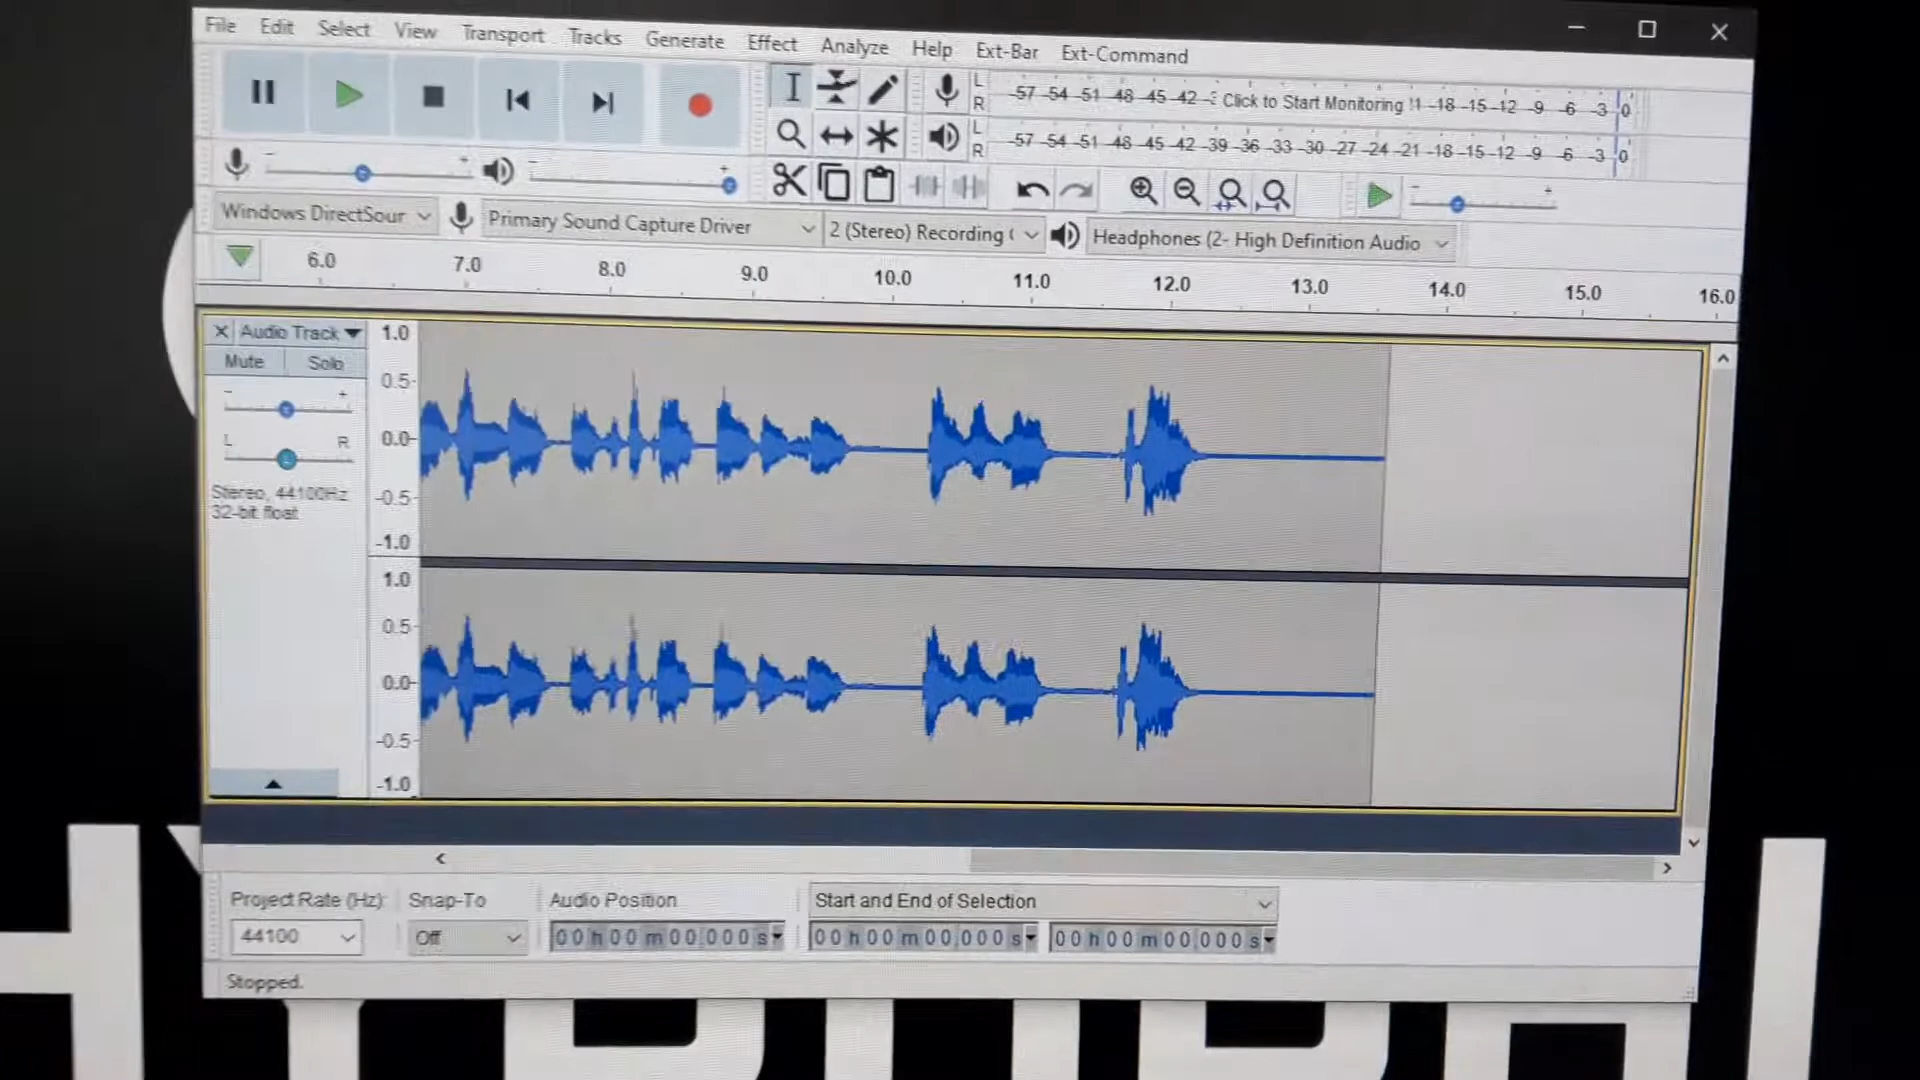 File Edit Select View Transport Tracks Generate Effect Analyze Help Ext-Bar Ext-Command
L
R
-57 -54 -51 -48 -45 -42 -3 Click to Start Monitoring !1 -18 -15 -12 -9 -6 -3 0
L
R
-57 -54 -51 -48 -45 -42 -39 -36 -33 -30 -27 -24 -21 -18 -15 -12 -9 -6 -3 0
Windows DirectSour Primary Sound Capture Driver 2 (Stereo) Recording ( Headphones (2- High Definition Audio
6.0 7.0 8.0 9.0 10.0 11.0 12.0 13.0 14.0 15.0 16.0
Audio Track
Mute Solo
L R
Stereo, 44100Hz
32-bit float
1.0
0.5
0.0
-0.5
-1.0
1.0
0.5
0.0
-0.5
-1.0
Project Rate (Hz): Snap-To Audio Position Start and End of Selection
44100 Off 00 h 00 m 00.000 s 00 h 00 m 00.000 s 00 h 00 m 00.000 s
Stopped.